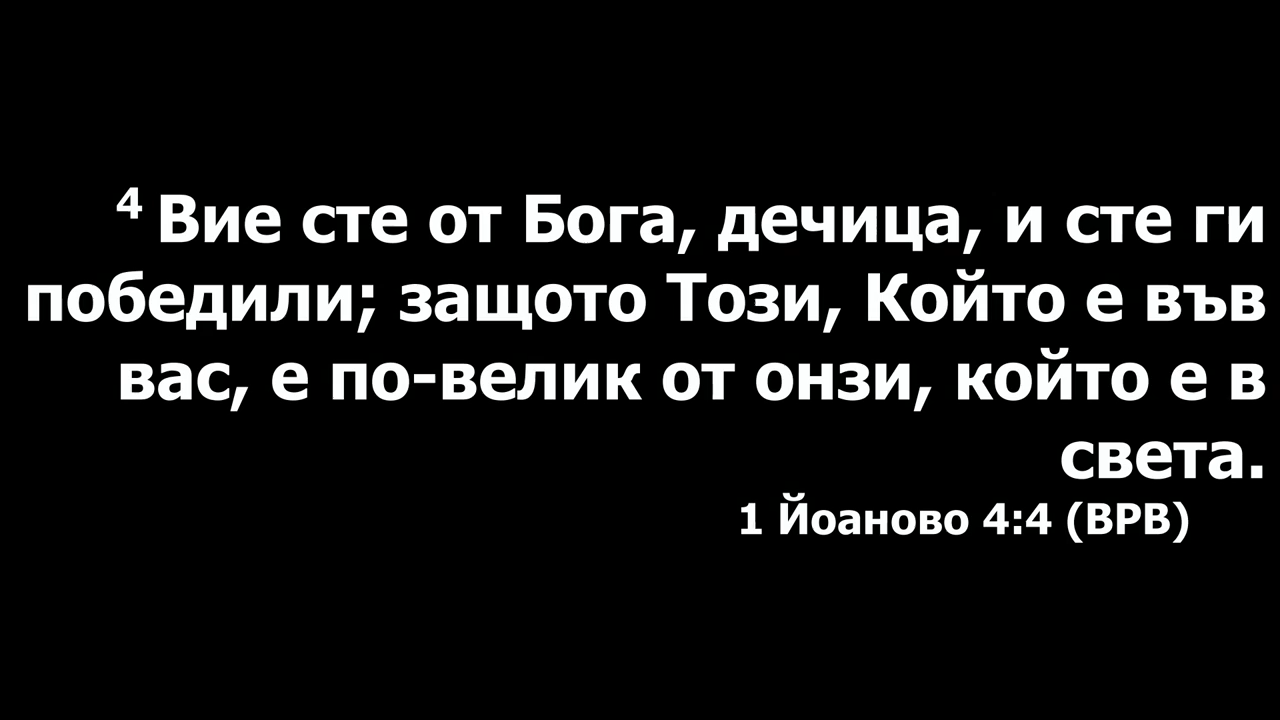 4 Вие сте от Бога, дечица, и сте ги
победили; защото Този, Който е във
вас, е по-велик от онзи, който е в
света.
1 Йоаново 4:4 (ВРВ)